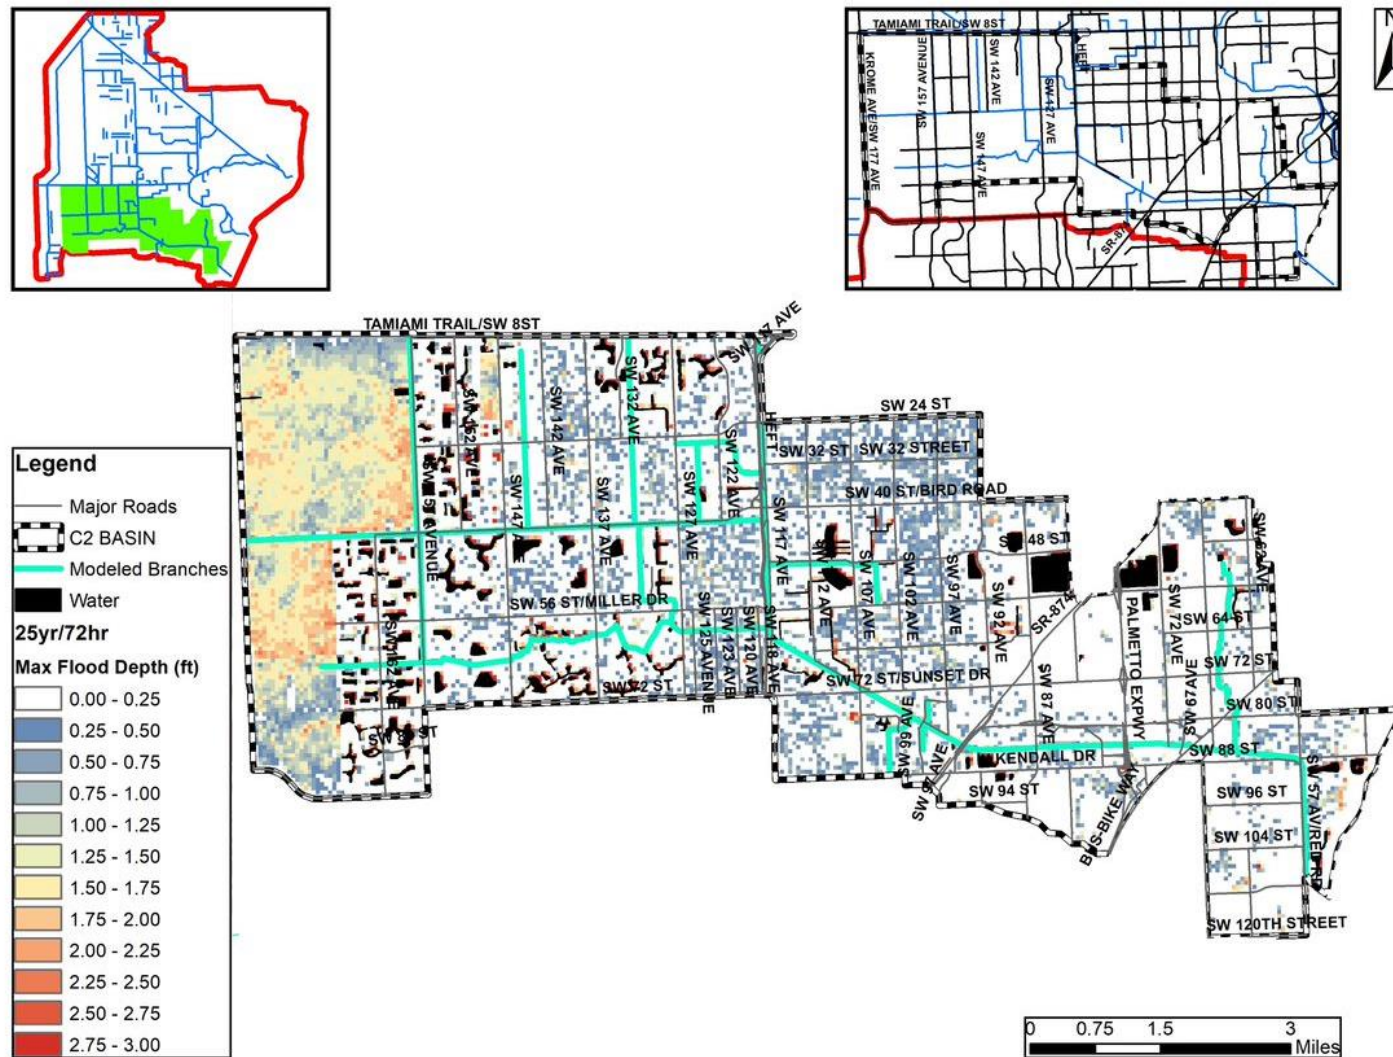 TAMIAMI TRAIL/SW 8ST
KROME AVE/SW 177 AVE
SW 157 AVENUE
SW 142 AVE
SW 147 AVE
SW 127 AVE
HEFT
SR-874
N
TAMIAMI TRAIL/SW 8ST
SW 117 AVE
SW 162 AVE
SW 142 AVE
SW 132 AVE
HEFT
SW 24 ST
SW 32 ST
SW 32 STREET
SW 122 AVE
SW 40 ST/BIRD ROAD
SW 147 AVE
SW 137 AVE
SW 127 AVE
SW 117 AVE
48 ST
SW 107 AVE
SW 102 AVE
SW 97 AVE
SW 92 AVE
SW 56 ST/MILLER DR
SR-874
PALMETTO EXPWY
SW 72 AVE
SW 64 ST
SW 72 ST
SW 125 AVENUE
SW 123 AVE
SW 120 AVE
SW 118 AVE
SW 72 ST
SW 72 ST/SUNSET DR
SW 87 AVE
SW 80 ST
SW 99 AVE
SW 97 AVE
KENDALL DR
SW 88 ST
SW 94 ST
SW 96 ST
SW 57 AV/RED RD
SW 104 ST
SW 120TH STREET
Legend
Major Roads
C2 BASIN
Modeled Branches
Water
25yr/72hr
Max Flood Depth (ft)
0.00 - 0.25
0.25 - 0.50
0.50 - 0.75
0.75 - 1.00
1.00 - 1.25
1.25 - 1.50
1.50 - 1.75
1.75 - 2.00
2.00 - 2.25
2.25 - 2.50
2.50 - 2.75
2.75 - 3.00
0 0.75 1.5 3
Miles